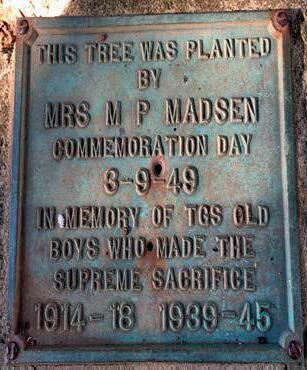 THIS TREE WAS PLANTED
BY
MRS M P MADSEN
COMMEMORATION DAY
3-9-49
IN MEMORY OF TGS OLD
BOYS WHO MADE THE
SUPREME SACRIFICE
1914-18 1939-45